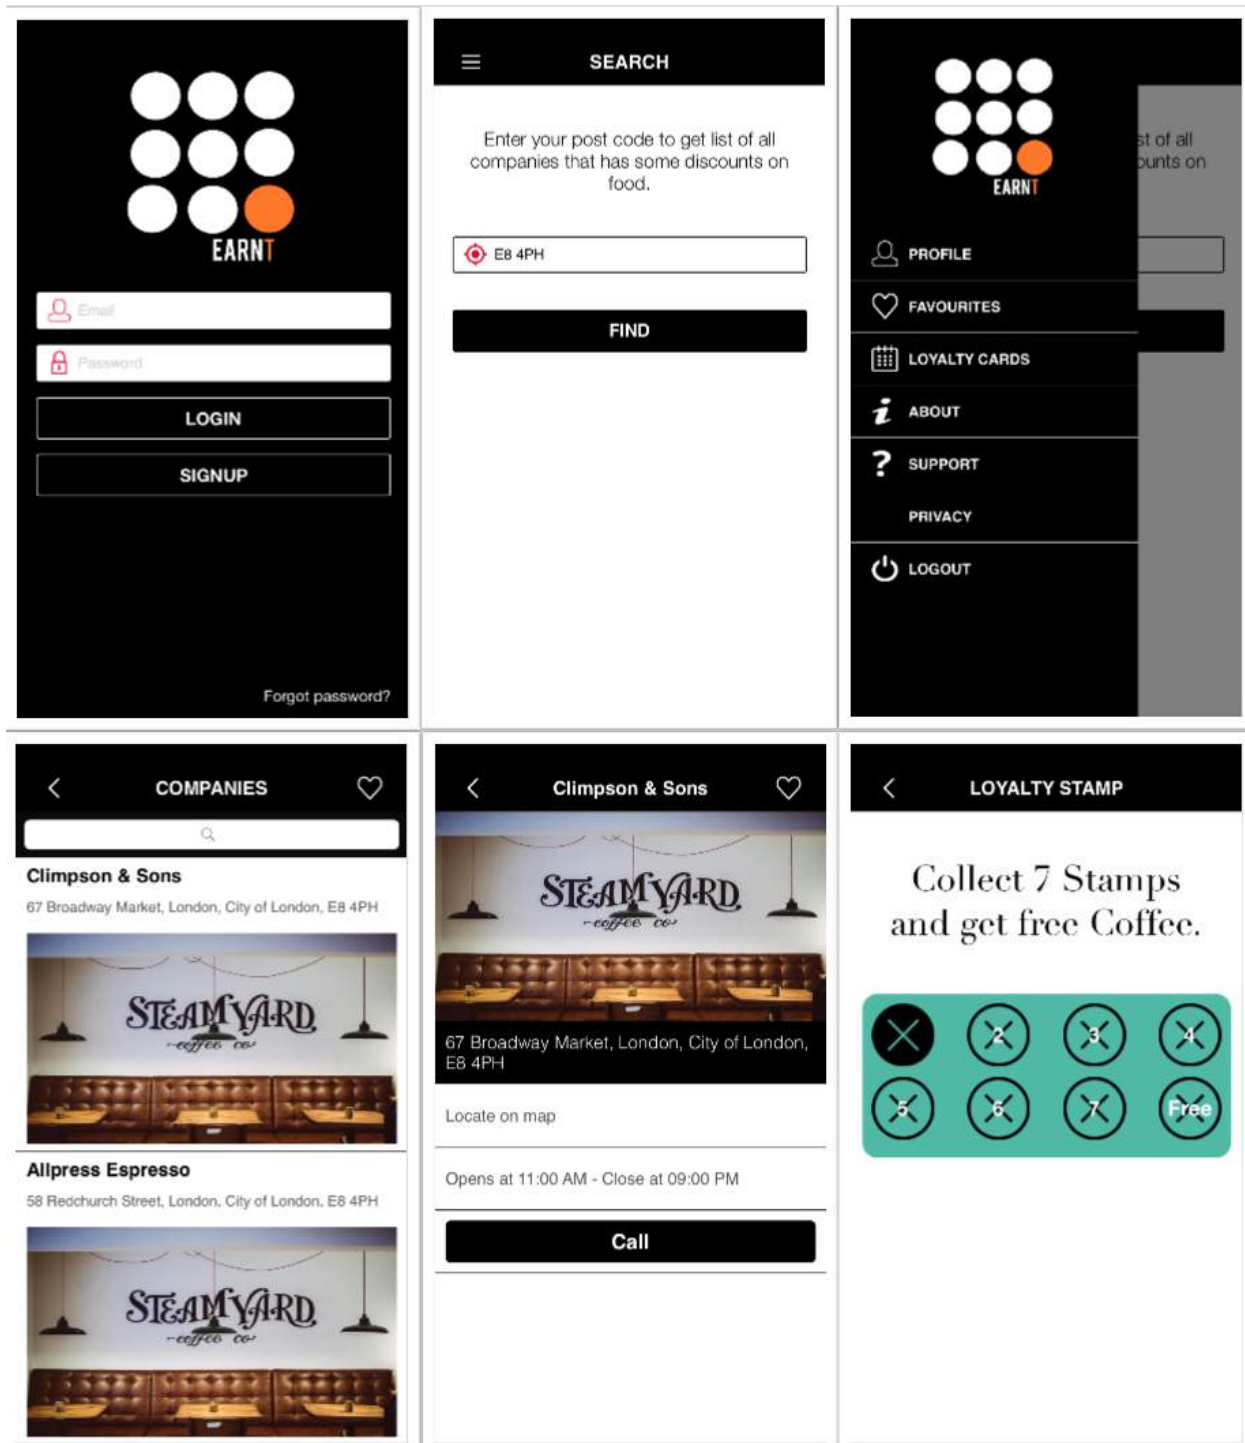 EARNT
Email
Password
LOGIN
SIGNUP
Forgot password?
SEARCH
Enter your post code to get list of all
companies that has some discounts on
food.
E8 4PH
FIND
EARNT
st of all
ounts on
PROFILE
FAVOURITES
LOYALTY CARDS
ABOUT
SUPPORT
PRIVACY
LOGOUT
COMPANIES
Climpson & Sons
67 Broadway Market, London, City of London, E8 4PH
STEAMYARD
coffee co
Allpress Espresso
58 Redchurch Street, London, City of London, E8 4PH
STEAMYARD
coffee co
Climpson & Sons
STEAMYARD
coffee co
67 Broadway Market, London, City of London,
E8 4PH
Locate on map
Opens at 11:00 AM - Close at 09:00 PM
Call
LOYALTY STAMP
Collect 7 Stamps
and get free Coffee.
2 3 4
5 6 7 Free